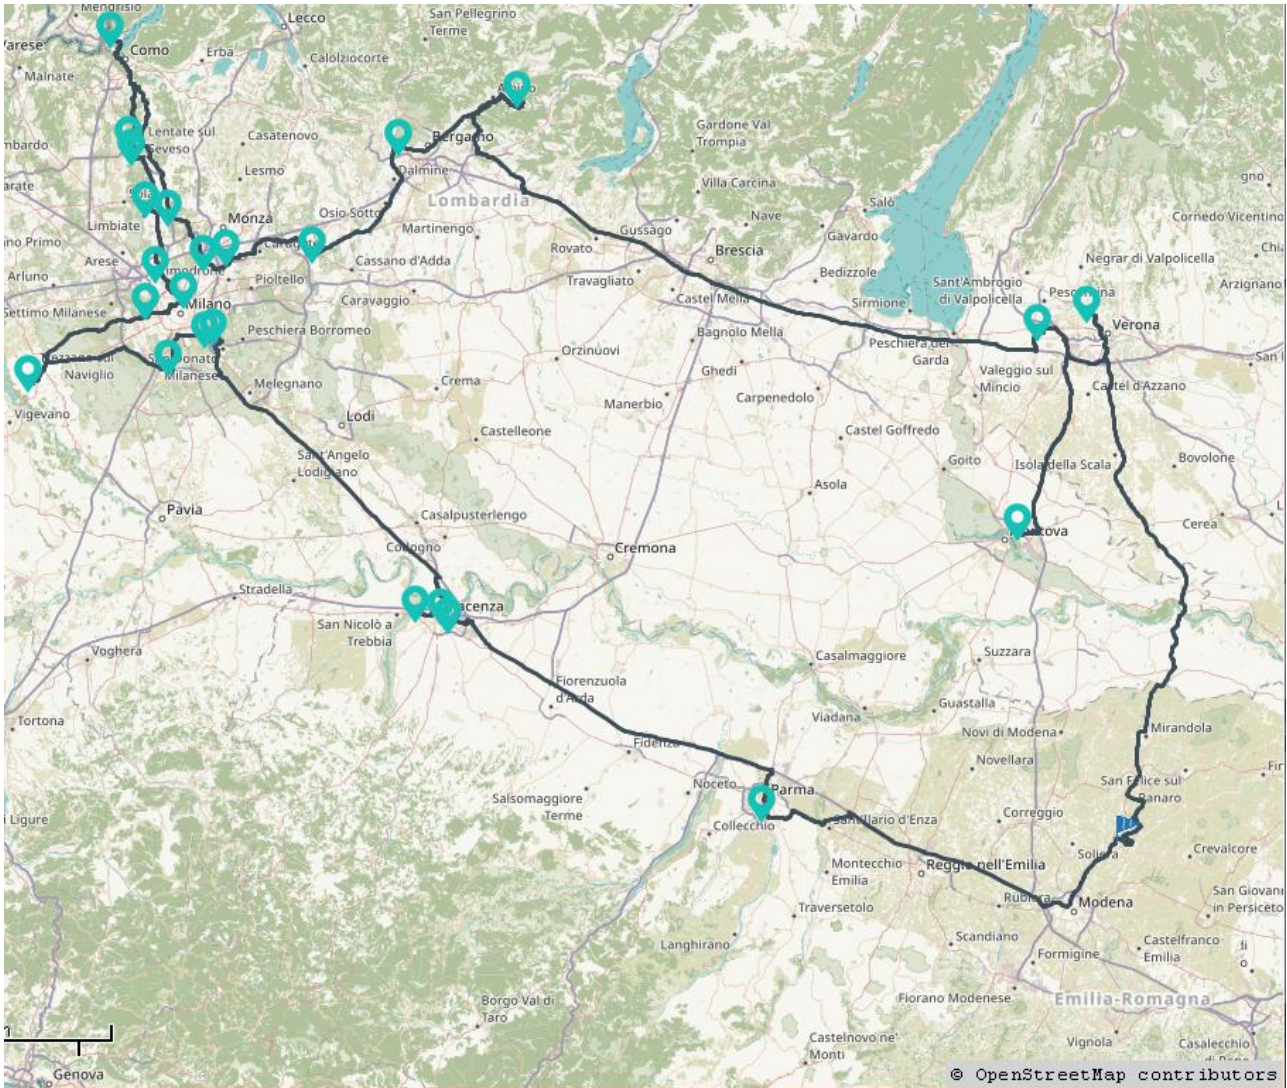 Mendrisio
Lecco
San Pellegrino
Terme
Como
Varese
Erba
Calolziocorte
Malnate
Lentate sul
Seveso
Casatenovo
Bergamo
Gardone Val
Trompia
Lesmo
Dalmine
Villa Carcina
Lombardia
Salò
Limbiate
Monza
Osio Sotto
Martinengo
Nave
Cornedo Vicentino
Gussago
Gavardo
Rovato
Brescia
Arese
Cassano d'Adda
Negrar di Valpolicella
Arluno
Pioltello
Travagliato
Bedizzole
Sant'Ambrogio
di Valpolicella
Arzignano
Settimo Milanese
Milano
Caravaggio
Castel Mella
Sirmione
Verona
Peschiera Borromeo
Bagnolo Mella
Orzinuovi
Peschiera del
Garda
Naviglio
Milanese
Melegnano
Crema
Ghedi
Valeggio sul
Mincio
Castel d'Azzano
Vigevano
Manerbio
Carpenedolo
Lodi
Castelleone
Castel Goffredo
Sant'Angelo
Lodigiano
Goito
Isola della Scala
Bovolone
Asola
Pavia
Casalpusterlengo
Cerea
Codogno
Cremona
Stradella
San Nicolò a
Trebbia
Voghera
Casalmaggiore
Suzzara
Fiorenzuola
d'Arda
Viadana
Guastalla
Tortona
Novi di Modena
Mirandola
Fidenza
Novellara
Noceto
San Felice sul
Panaro
Salsomaggiore
Terme
Parma
Collecchio
Sant'Ilario d'Enza
Correggio
i Ligure
Soliera
Crevalcore
Montecchio
Emilia
Reggio nell'Emilia
Rubiera
Modena
San Giovanni
in Persiceto
Traversetolo
Langhirano
Scandiano
Formigine
Castelfranco
Emilia
Borgo Val di
Taro
Fiorano Modenese
Emilia-Romagna
Castelnovo ne'
Monti
Vignola
Casalecchio
Genova
© OpenStreetMap contributors